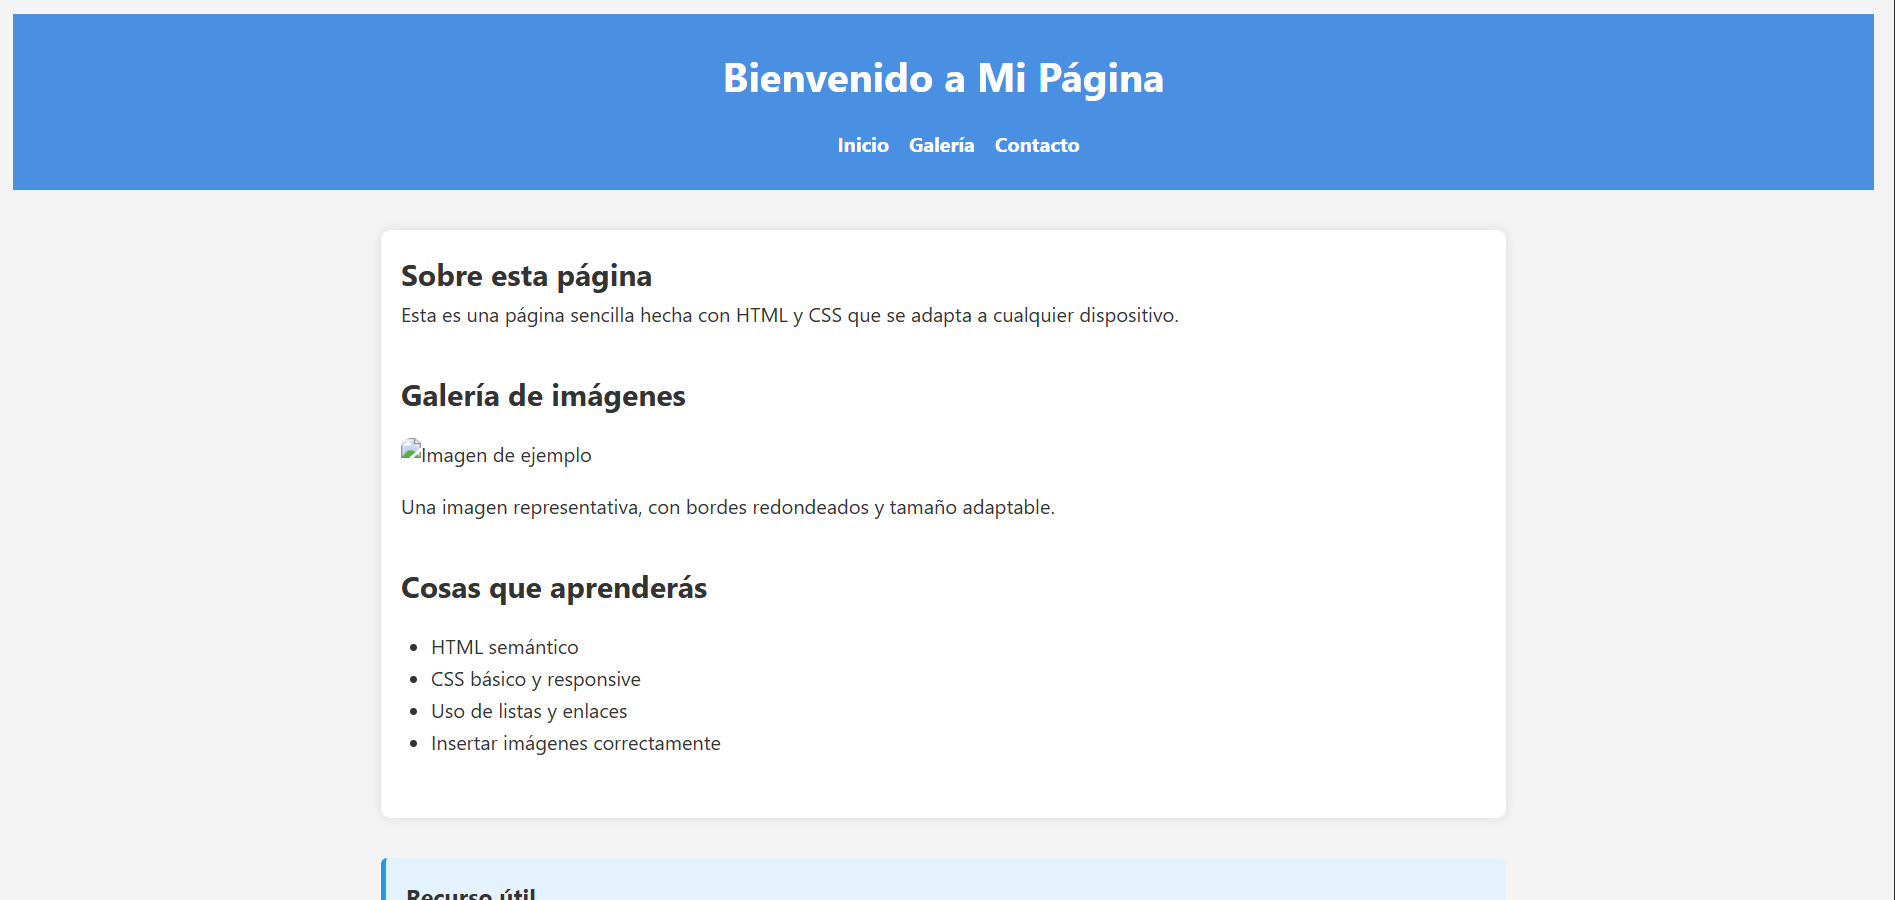 Bienvenido a Mi Página
Inicio Galería Contacto
Sobre esta página
Esta es una página sencilla hecha con HTML y CSS que se adapta a cualquier dispositivo.
Galería de imágenes
Imagen de ejemplo
Una imagen representativa, con bordes redondeados y tamaño adaptable.
Cosas que aprenderás
HTML semántico
CSS básico y responsive
Uso de listas y enlaces
Insertar imágenes correctamente
Recurso útil